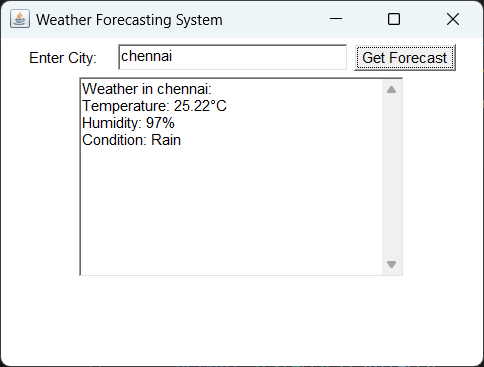 Weather Forecasting System
Enter City: chennai Get Forecast
Weather in chennai:
Temperature: 25.22°C
Humidity: 97%
Condition: Rain